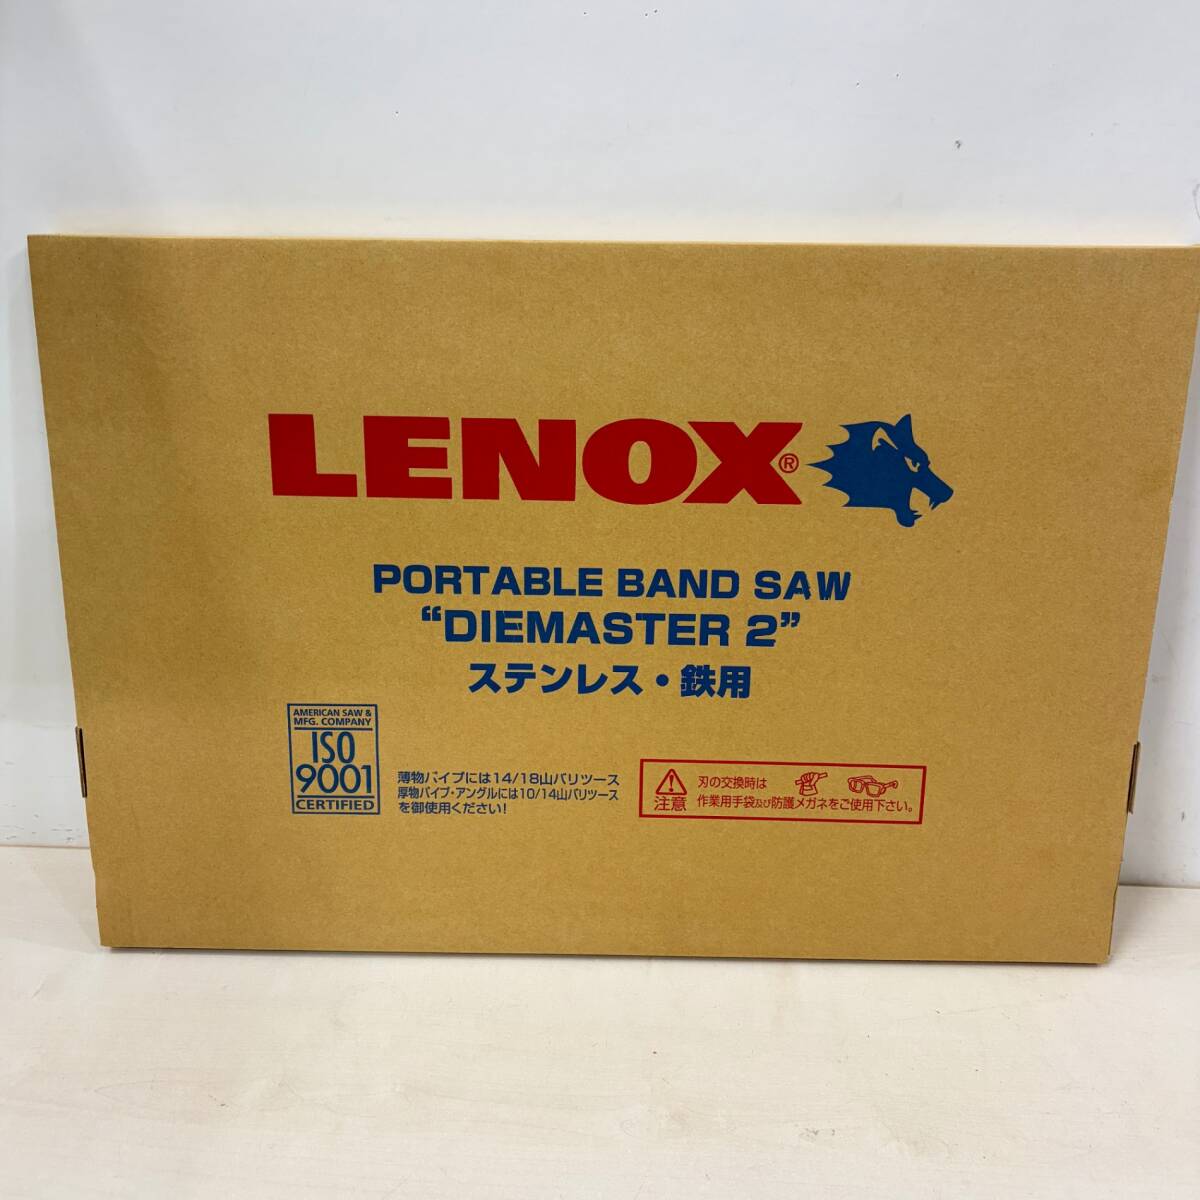 LENOX®
PORTABLE BAND SAW
“DIEMASTER 2”
ステンレス・鉄用
AMERICAN SAW &
MFG. COMPANY
ISO
9001
CERTIFIED
薄物パイプには14/18山バリツース
厚物パイプ・アングルには10/14山バリツース
を御使用ください!
注意
刃の交換時は
作業用手袋及び防護メガネをご使用下さい。